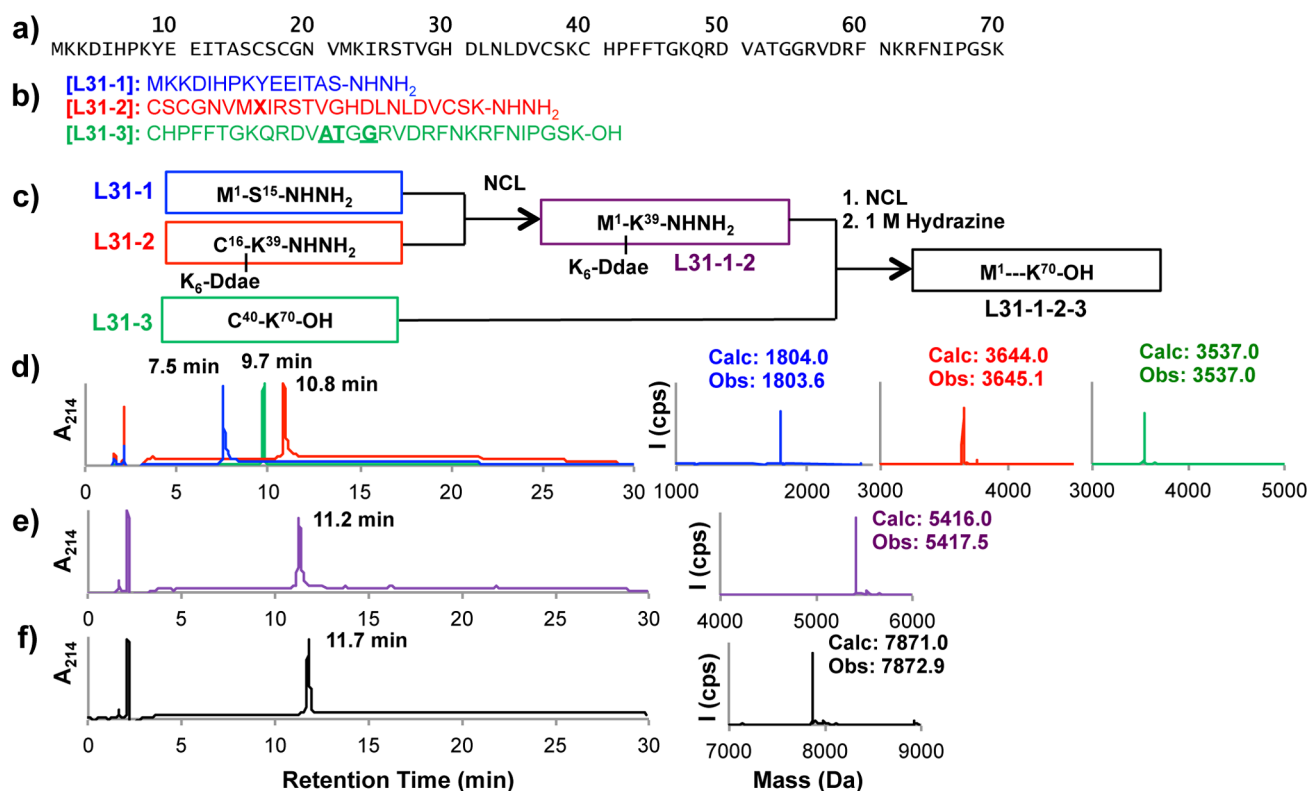 a)
10 20 30 40 50 60 70
MKKDIHPKYE EITASCSCGN VMKIRSTVGH DLNLDVCSKC HPFFTGKQRD VATGGRVDRF NKRFNIPGSK
b)
[L31-1]: MKKDIHPKYEEITAS-NHNH2
[L31-2]: CSCGNVMXIRSTVGHDLNLDVCSK-NHNH2
[L31-3]: CHPFFTGKQRDVATGGRVDRFNKRFNIPGSK-OH
c)
L31-1
M1-S15-NHNH2
NCL
L31-2
C16-K39-NHNH2
K6-Ddae
M1-K39-NHNH2
K6-Ddae
L31-1-2
1. NCL
2. 1 M Hydrazine
L31-3
C40-K70-OH
M1---K70-OH
L31-1-2-3
d)
A214
7.5 min
9.7 min
10.8 min
0 5 10 15 20 25 30
I (cps)
Calc: 1804.0
Obs: 1803.6
1000 2000
Calc: 3644.0
Obs: 3645.1
3000 4000
Calc: 3537.0
Obs: 3537.0
3000 4000 5000
e)
A214
11.2 min
0 5 10 15 20 25 30
I (cps)
Calc: 5416.0
Obs: 5417.5
4000 5000 6000
f)
A214
11.7 min
0 5 10 15 20 25 30
Retention Time (min)
I (cps)
Calc: 7871.0
Obs: 7872.9
7000 8000 9000
Mass (Da)